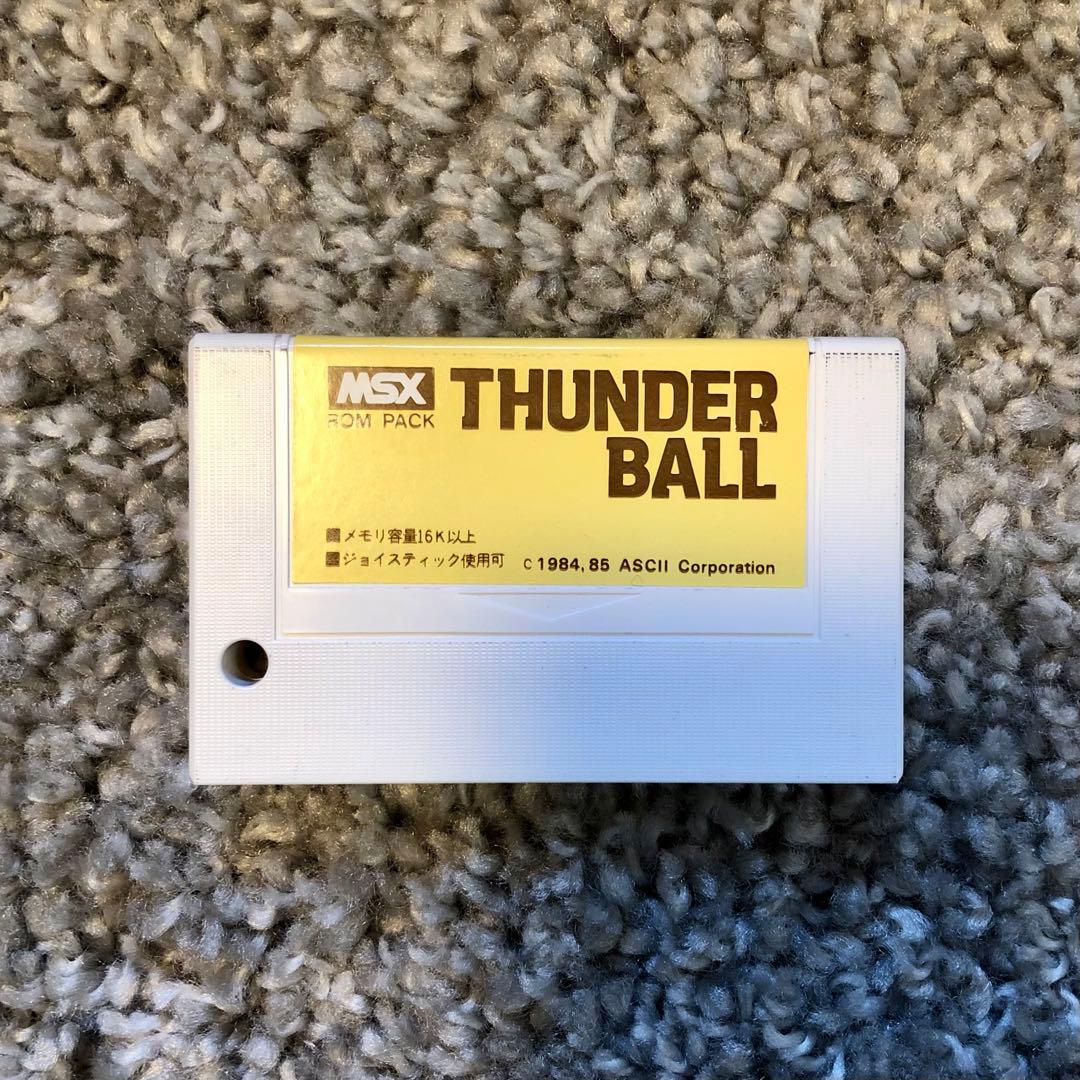 MSX
ROM PACK
THUNDER
BALL
■メモリ容量16K以上
■ジョイスティック使用可
C 1984, 85 ASCII Corporation